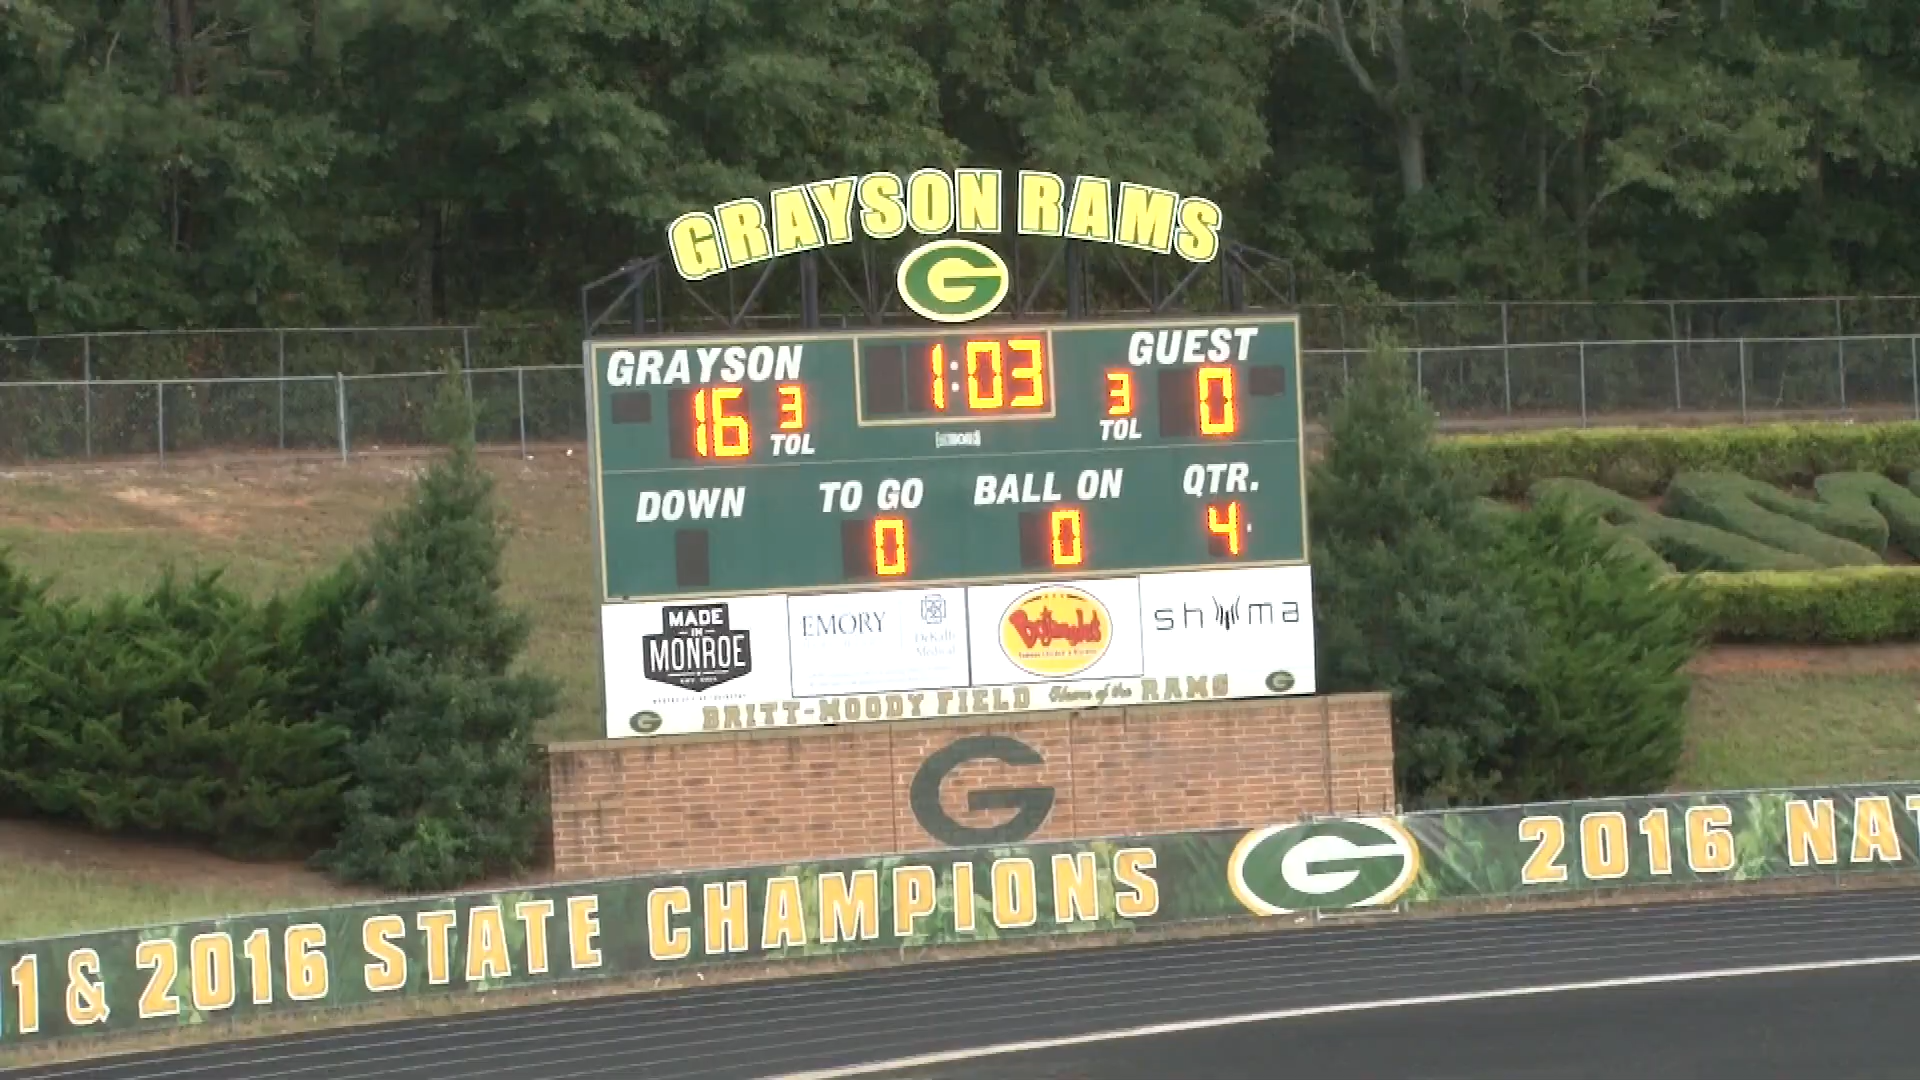 GRAYSON RAMS
G
GRAYSON 1:03 GUEST
16 3 3 0
TOL TOL
DOWN TO GO BALL ON QTR.
0 0 4
MADE
IN
MONROE
EMORY
DeKalb
Medical
Bojangles
shyma
BRITT-MOODY FIELD Home of the RAMS
G G
G
1 & 2016 STATE CHAMPIONS G 2016 NAT